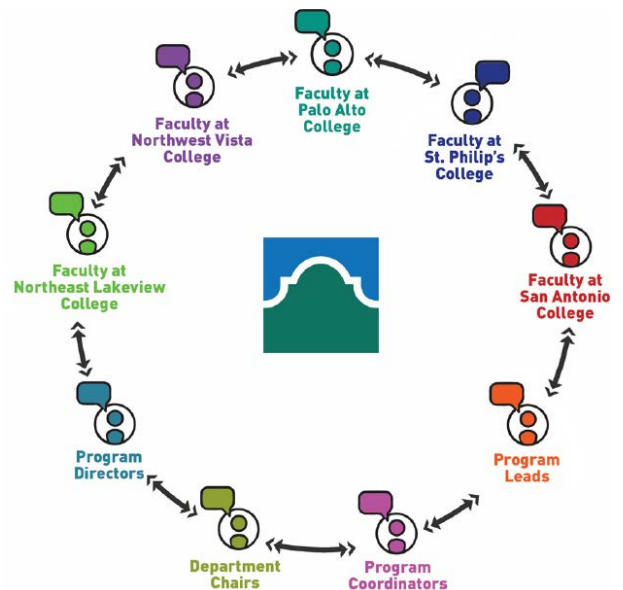 Faculty at
Palo Alto
College
Faculty at
Northwest Vista
College
Faculty at
St. Philip's
College
Faculty at
Northeast Lakeview
College
Faculty at
San Antonio
College
Program
Directors
Program
Leads
Department
Chairs
Program
Coordinators